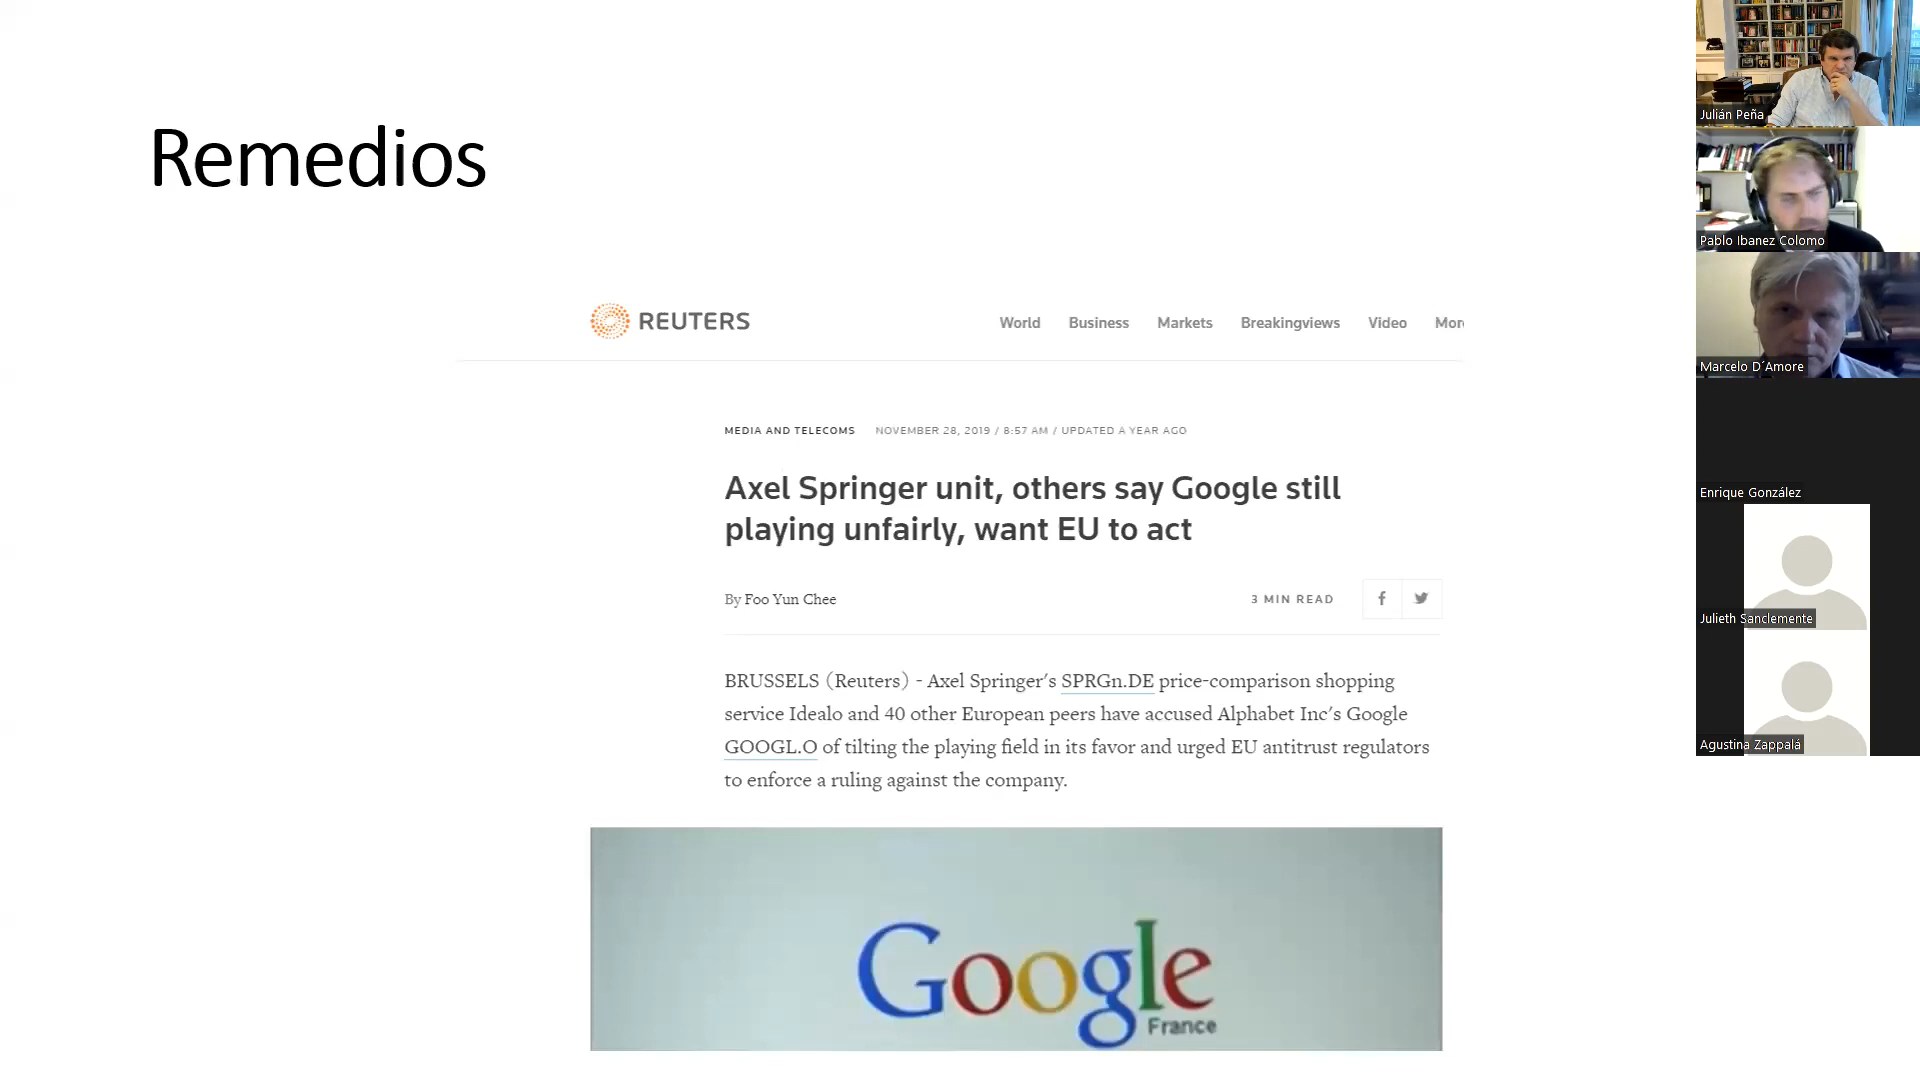 Remedios
REUTERS
World Business Markets Breakingviews Video Mor
MEDIA AND TELECOMS NOVEMBER 28, 2019 / 8:57 AM / UPDATED A YEAR AGO
Axel Springer unit, others say Google still
playing unfairly, want EU to act
By Foo Yun Chee
3 MIN READ
BRUSSELS (Reuters) - Axel Springer’s SPRGn.DE price-comparison shopping
service Idealo and 40 other European peers have accused Alphabet Inc’s Google
GOOGL.O of tilting the playing field in its favor and urged EU antitrust regulators
to enforce a ruling against the company.
Google
France
Julián Peña
Pablo Ibanez Colomo
Marcelo D´Amore
Enrique González
Julieth Sanclemente
Agustina Zappalá